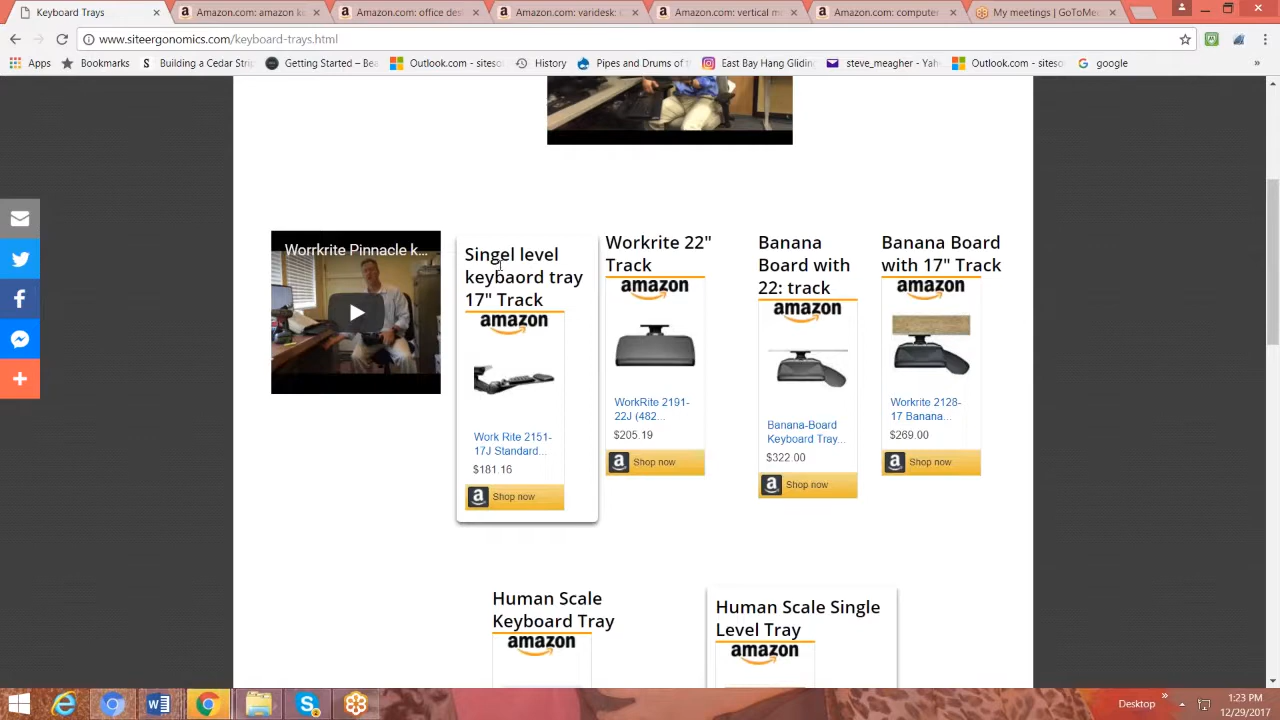 Keyboard Trays
Amazon.com: amazon ke
Amazon.com: office des
Amazon.com: varidesk: C
Amazon.com: vertical m
Amazon.com: computer
My meetings | GoToMee
www.siteergonomics.com/keyboard-trays.html
Apps
Bookmarks
Building a Cedar Strip
Getting Started – Bea
Outlook.com - siteso
History
Pipes and Drums of t
East Bay Hang Gliding
steve_meagher - Yah
Outlook.com - siteso
google
»
Worrkrite Pinnacle k...
Singel level
keybaord tray
17" Track
amazon
Work Rite 2151-
17J Standard...
$181.16
Shop now
Workrite 22"
Track
amazon
WorkRite 2191-
22J (482...
$205.19
Shop now
Banana
Board with
22: track
amazon
Banana-Board
Keyboard Tray...
$322.00
Shop now
Banana Board
with 17" Track
amazon
Workrite 2128-
17 Banana...
$269.00
Shop now
Human Scale
Keyboard Tray
amazon
Human Scale Single
Level Tray
amazon
Desktop
»
1:23 PM
12/29/2017